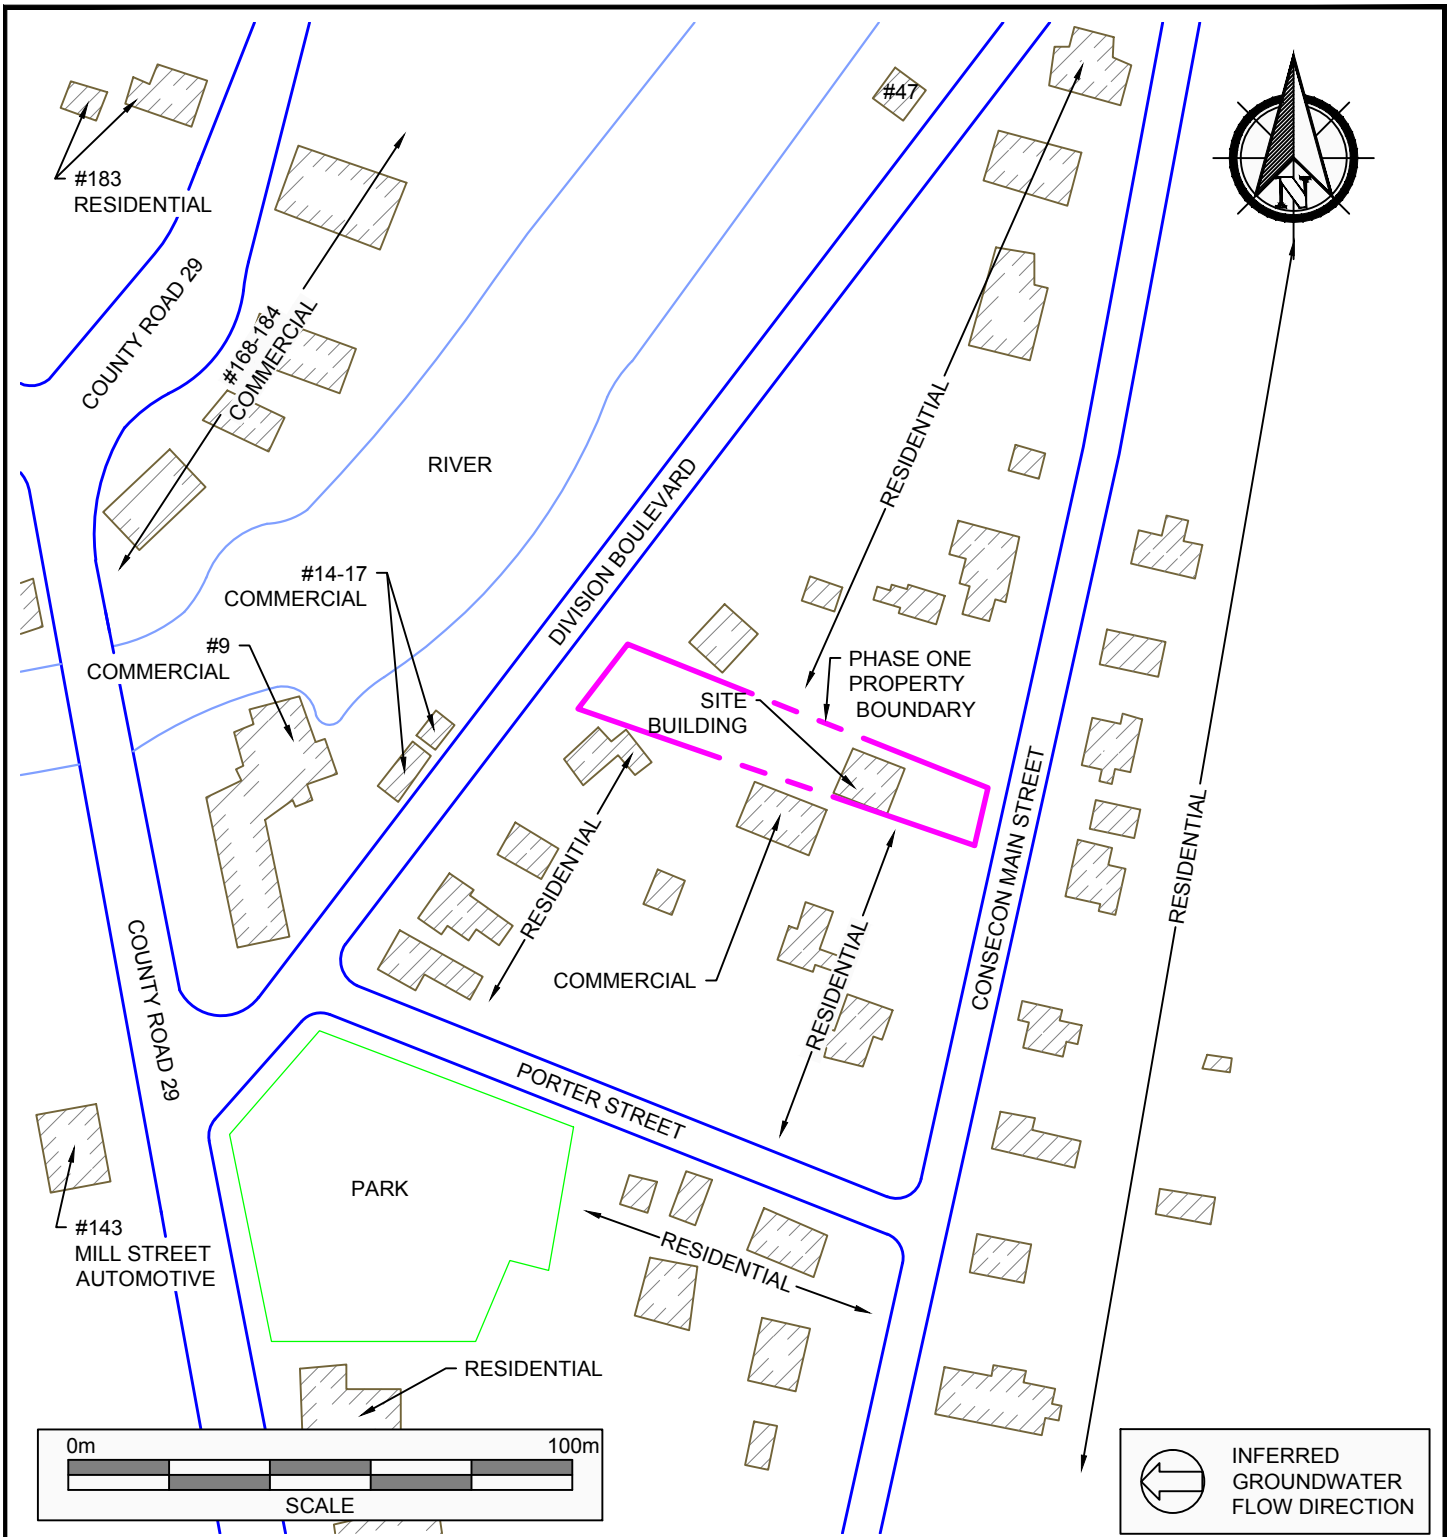 #47
#183
RESIDENTIAL
N
COUNTY ROAD 29
#168-184
COMMERCIAL
RIVER
RESIDENTIAL
DIVISION BOULEVARD
#14-17
COMMERCIAL
#9
COMMERCIAL
PHASE ONE
PROPERTY
BOUNDARY
SITE
BUILDING
RESIDENTIAL
RESIDENTIAL
CONSECON MAIN STREET
COMMERCIAL
RESIDENTIAL
COUNTY ROAD 29
PORTER STREET
PARK
#143
MILL STREET
AUTOMOTIVE
RESIDENTIAL
RESIDENTIAL
0m 100m
SCALE
INFERRED
GROUNDWATER
FLOW DIRECTION